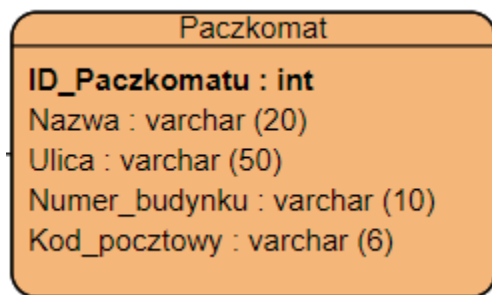 Paczkomat
ID_Paczkomatu : int
Nazwa : varchar (20)
Ulica : varchar (50)
Numer_budynku : varchar (10)
Kod_pocztowy : varchar (6)